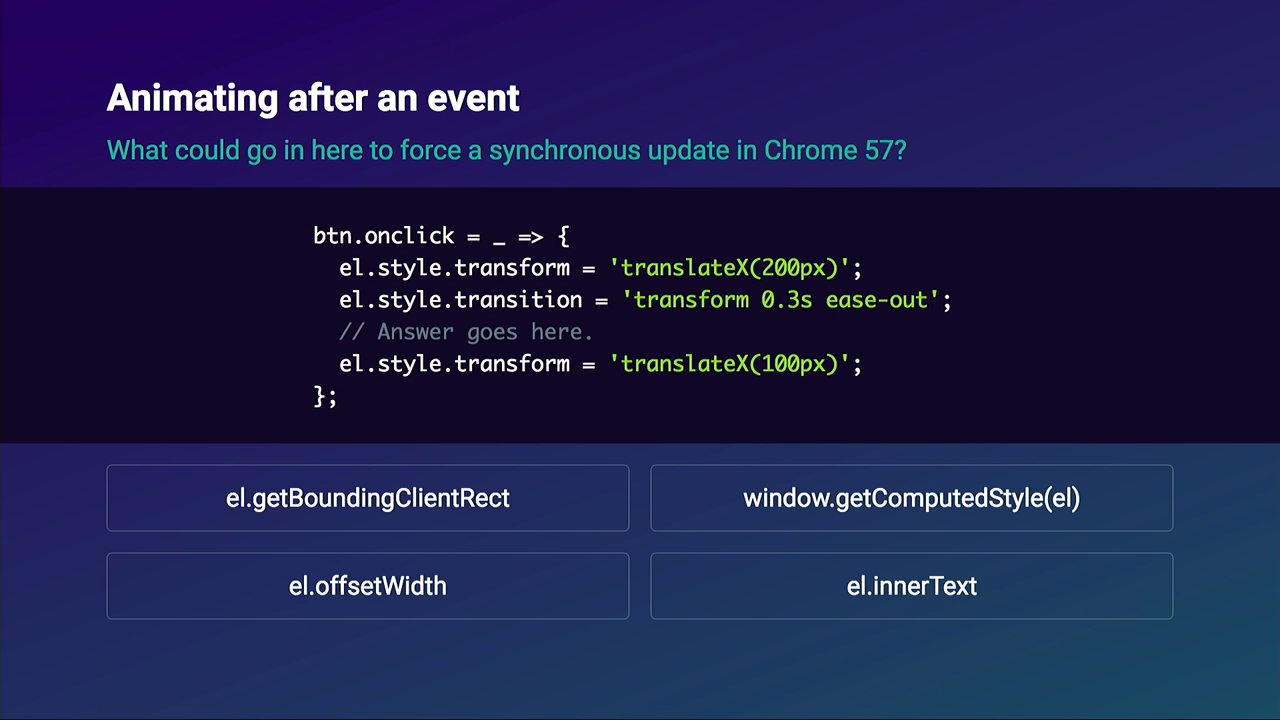 Animating after an event
What could go in here to force a synchronous update in Chrome 57?
btn.onclick = _ => {
  el.style.transform = 'translateX(200px)';
  el.style.transition = 'transform 0.3s ease-out';
  // Answer goes here.
  el.style.transform = 'translateX(100px)';
};
el.getBoundingClientRect
window.getComputedStyle(el)
el.offsetWidth
el.innerText